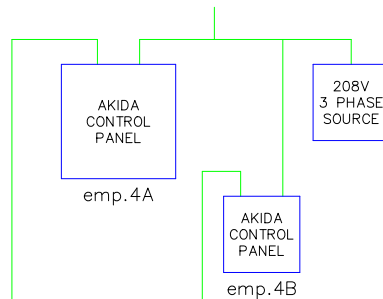 AKIDA
CONTROL
PANEL
emp.4A
208V
3 PHASE
SOURCE
AKIDA
CONTROL
PANEL
emp.4B